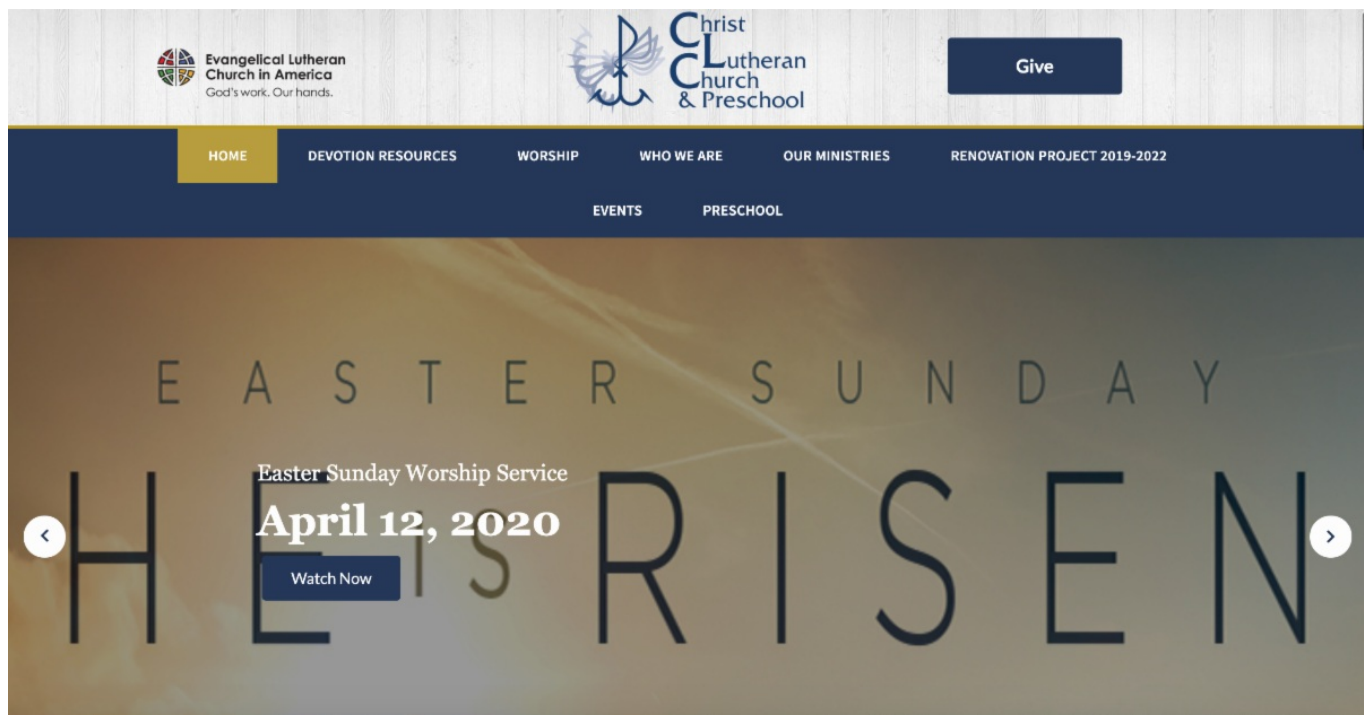 Evangelical Lutheran
Church in America
God's work. Our hands.
Christ
Lutheran
Church
& Preschool
Give
HOME DEVOTION RESOURCES WORSHIP WHO WE ARE OUR MINISTRIES RENOVATION PROJECT 2019-2022
EVENTS PRESCHOOL
EASTER SUNDAY
HE IS RISEN
Easter Sunday Worship Service
April 12, 2020
Watch Now